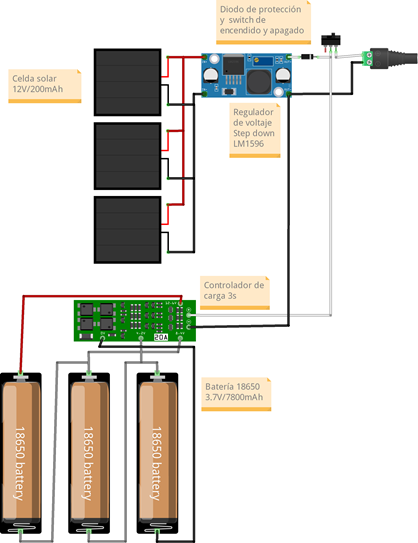 Diodo de protección
y switch de
encendido y apagado
Celda solar
12V/200mAh
Regulador
de voltaje
Step down
LM1596
Controlador de
carga 3s
20A
Batería 18650
3.7V/7800mAh
18650 battery
18650 battery
18650 battery